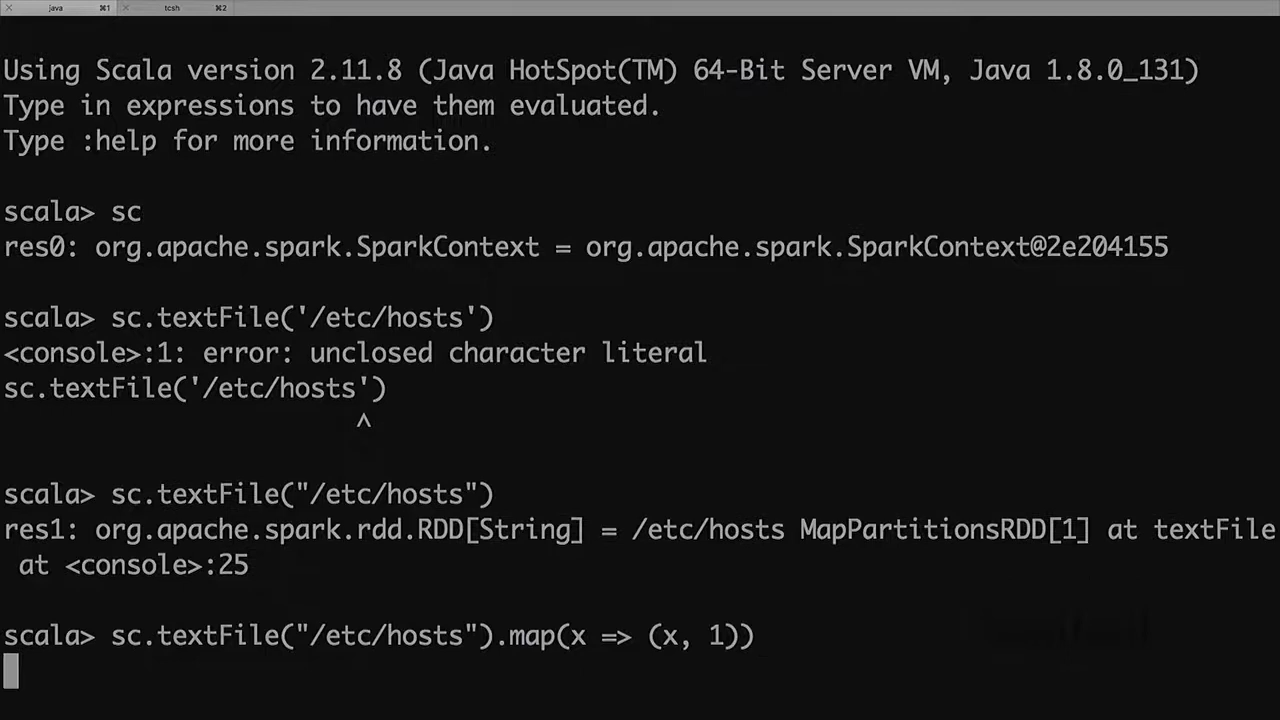 java ⌘1 tcsh ⌘2
Using Scala version 2.11.8 (Java HotSpot(TM) 64-Bit Server VM, Java 1.8.0_131)
Type in expressions to have them evaluated.
Type :help for more information.
scala> sc
res0: org.apache.spark.SparkContext = org.apache.spark.SparkContext@2e204155
scala> sc.textFile('/etc/hosts')
<console>:1: error: unclosed character literal
sc.textFile('/etc/hosts')
^
scala> sc.textFile("/etc/hosts")
res1: org.apache.spark.rdd.RDD[String] = /etc/hosts MapPartitionsRDD[1] at textFile
at <console>:25
scala> sc.textFile("/etc/hosts").map(x => (x, 1))